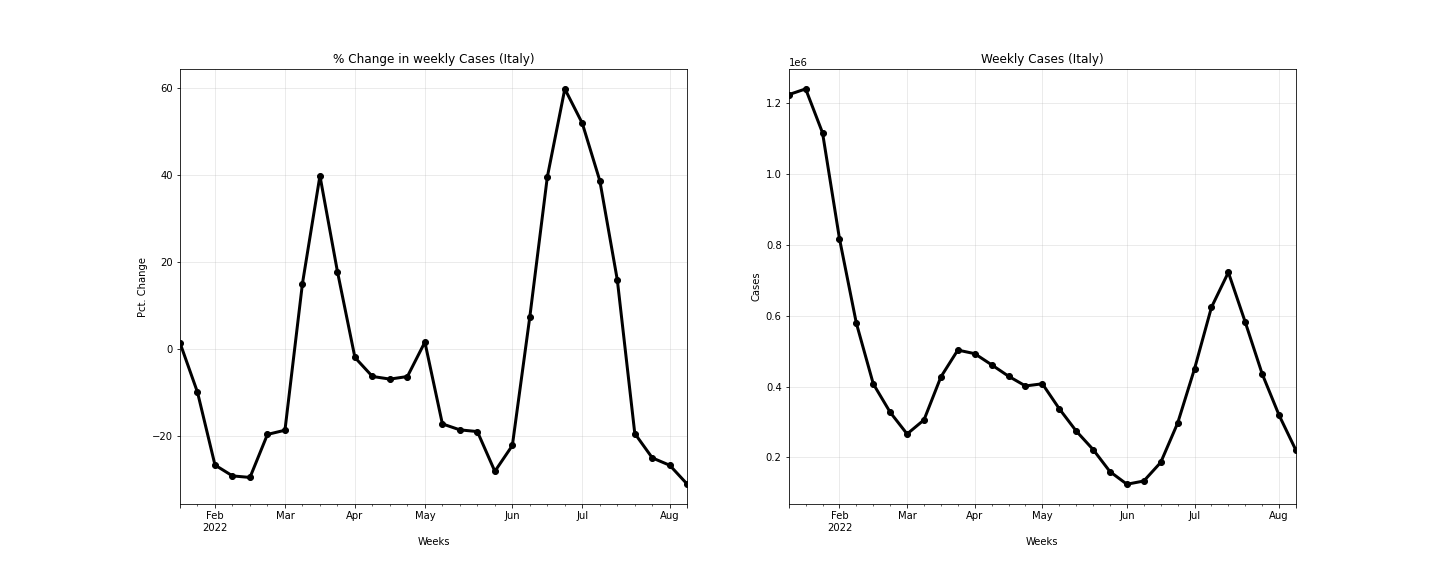 % Change in weekly Cases (Italy)
60
40
20
0
−20
Pct. Change
Feb
2022
Mar
Apr
May
Jun
Jul
Aug
Weeks
Weekly Cases (Italy)
1e6
1.2
1.0
0.8
0.6
0.4
0.2
Cases
Feb
2022
Mar
Apr
May
Jun
Jul
Aug
Weeks